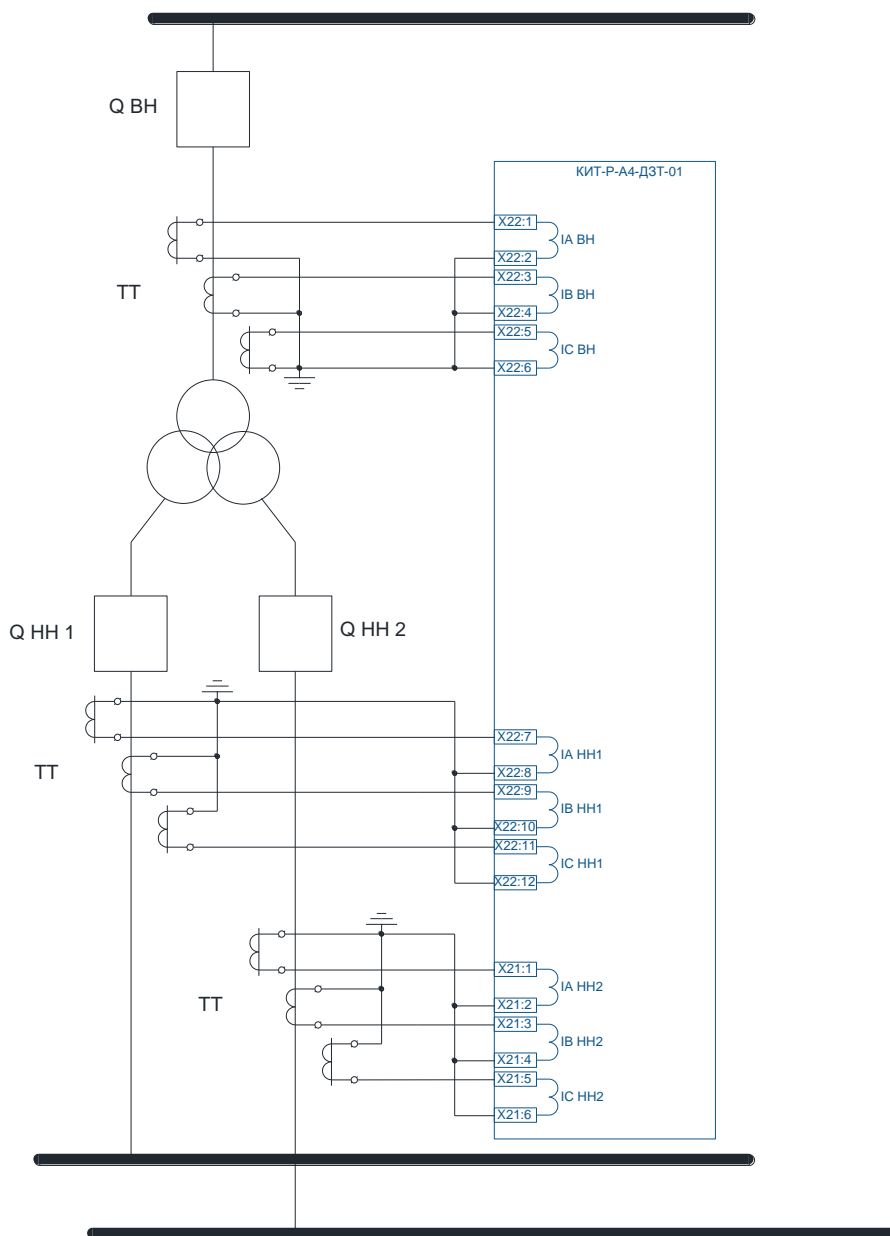 Q ВН
КИТ-Р-А4-ДЗТ-01
X22:1
IA ВН
X22:2
X22:3
ТТ
IB ВН
X22:4
X22:5
IC ВН
X22:6
Q НН 1
Q НН 2
X22:7
IA НН1
ТТ
X22:8
X22:9
IB НН1
X22:10
X22:11
IC НН1
X22:12
X21:1
IA НН2
ТТ
X21:2
X21:3
IB НН2
X21:4
X21:5
IC НН2
X21:6